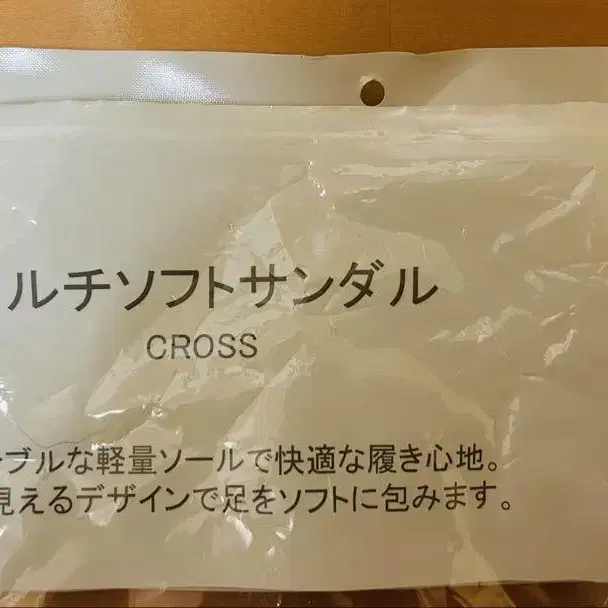 ルチソフトサンダル
CROSS
ブルな軽量ソールで快適な履き心地。
見えるデザインで足をソフトに包みます。